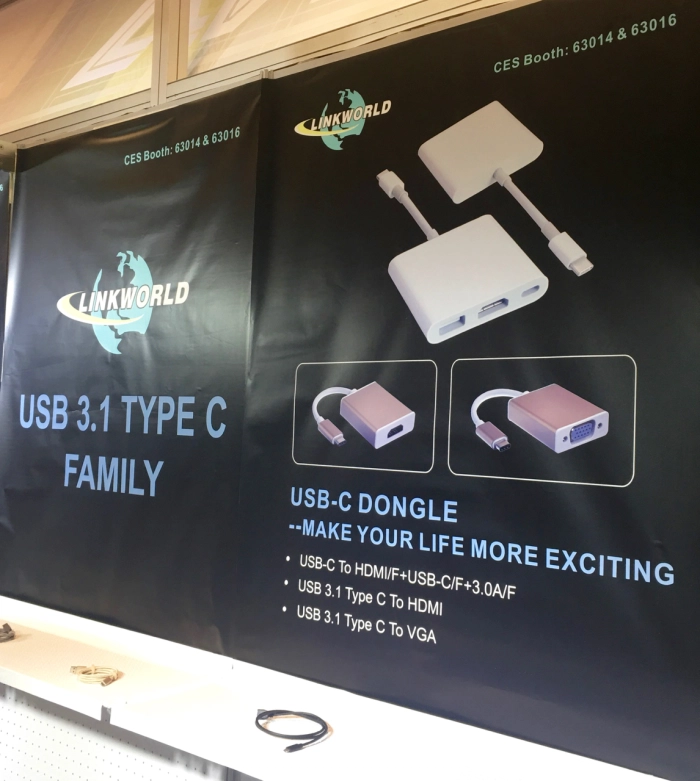 CES Booth: 63014 & 63016
LINKWORLD
USB 3.1 TYPE C
FAMILY
CES Booth: 63014 & 63016
LINKWORLD
USB-C DONGLE
--MAKE YOUR LIFE MORE EXCITING
• USB-C To HDMI/F+USB-C/F+3.0A/F
• USB 3.1 Type C To HDMI
• USB 3.1 Type C To VGA